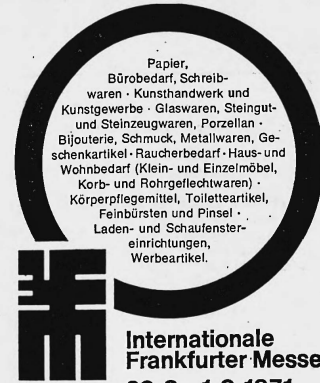 Papier,
Bürobedarf, Schreib-
waren · Kunsthandwerk und
Kunstgewerbe · Glaswaren, Steingut-
und Steinzeugwaren, Porzellan ·
Bijouterie, Schmuck, Metallwaren, Ge-
schenkartikel · Raucherbedarf · Haus- und
Wohnbedarf (Klein- und Einzelmöbel,
Korb- und Rohrgeflechtwaren) ·
Körperpflegemittel, Toiletteartikel,
Feinbürsten und Pinsel ·
Laden- und Schaufenster-
einrichtungen,
Werbeartikel.
Internationale
Frankfurter Messe